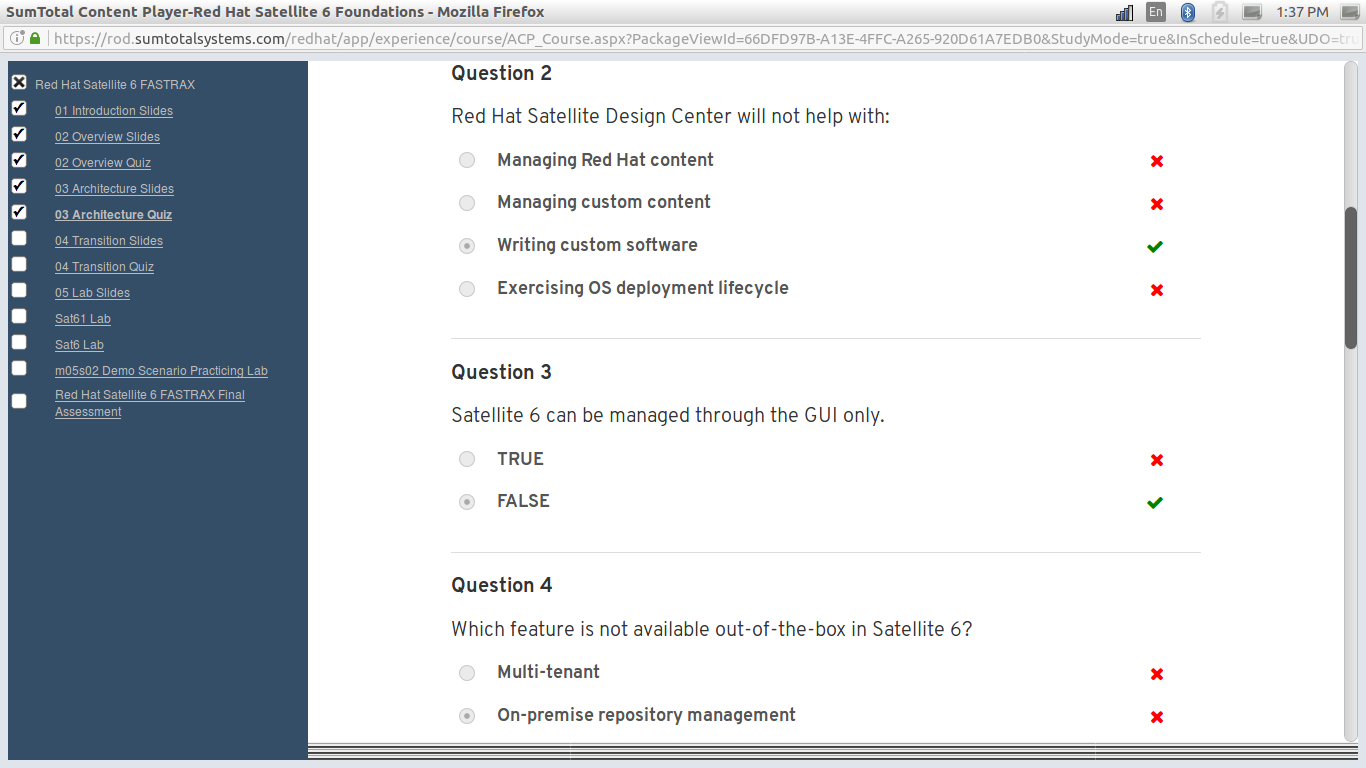 SumTotal Content Player-Red Hat Satellite 6 Foundations - Mozilla Firefox
En
1:37 PM
https://rod.sumtotalsystems.com/redhat/app/experience/course/ACP_Course.aspx?PackageViewId=66DFD97B-A13E-4FFC-A265-920D61A7EDB0&StudyMode=true&InSchedule=true&UDO=tru
Red Hat Satellite 6 FASTRAX
01 Introduction Slides
02 Overview Slides
02 Overview Quiz
03 Architecture Slides
03 Architecture Quiz
04 Transition Slides
04 Transition Quiz
05 Lab Slides
Sat61 Lab
Sat6 Lab
m05s02 Demo Scenario Practicing Lab
Red Hat Satellite 6 FASTRAX Final
Assessment
Question 2
Red Hat Satellite Design Center will not help with:
Managing Red Hat content
Managing custom content
Writing custom software
Exercising OS deployment lifecycle
Question 3
Satellite 6 can be managed through the GUI only.
TRUE
FALSE
Question 4
Which feature is not available out-of-the-box in Satellite 6?
Multi-tenant
On-premise repository management